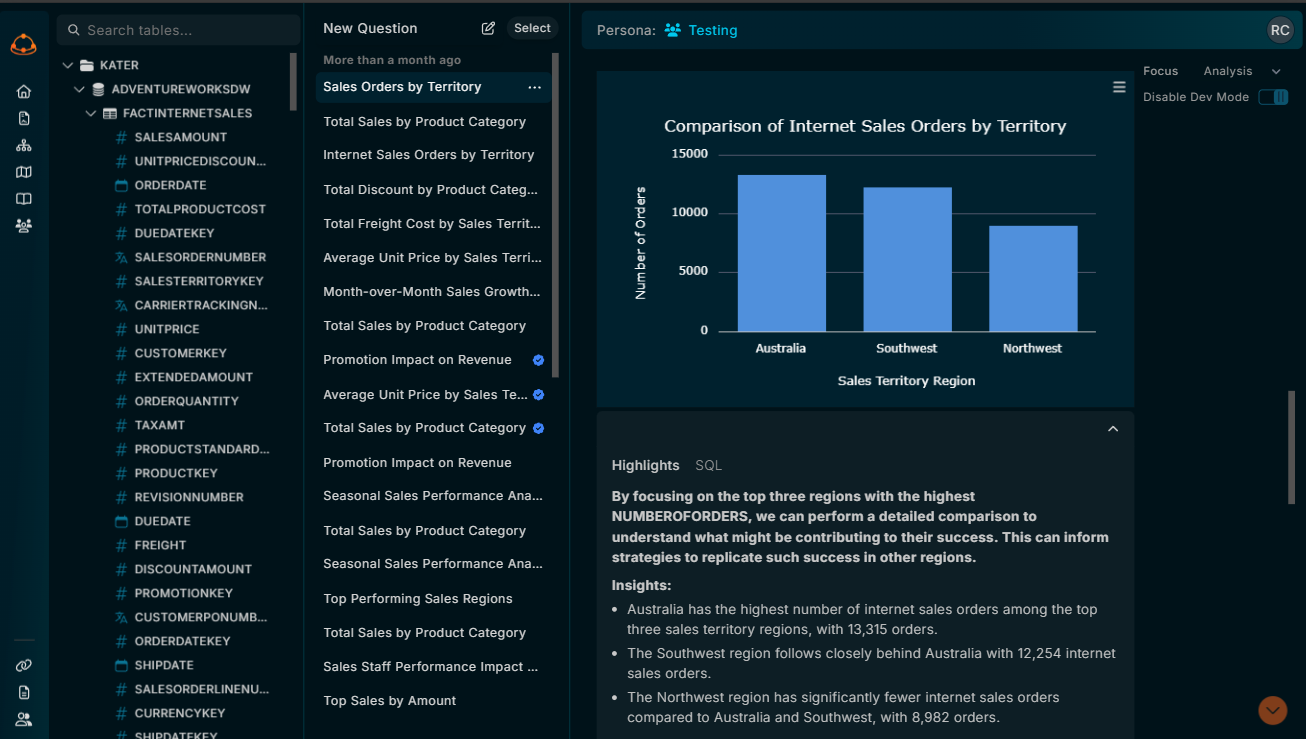 Search tables...
KATER
ADVENTUREWORKSDW
FACTINTERNETSALES
SALESAMOUNT
UNITPRICEDISCOUN...
ORDERDATE
TOTALPRODUCTCOST
DUEDATEKEY
SALESORDERNUMBER
SALESTERRITORYKEY
CARRIERTRACKINGN...
UNITPRICE
CUSTOMERKEY
EXTENDEDAMOUNT
ORDERQUANTITY
TAXAMT
PRODUCTSTANDARD...
PRODUCTKEY
REVISIONNUMBER
DUEDATE
FREIGHT
DISCOUNTAMOUNT
PROMOTIONKEY
CUSTOMERPONUMB...
ORDERDATEKEY
SHIPDATE
SALESORDERLINENU...
CURRENCYKEY
SHIPDATEKEY
New Question
Select
More than a month ago
Sales Orders by Territory
Total Sales by Product Category
Internet Sales Orders by Territory
Total Discount by Product Categ...
Total Freight Cost by Sales Territ...
Average Unit Price by Sales Terri...
Month-over-Month Sales Growth...
Total Sales by Product Category
Promotion Impact on Revenue
Average Unit Price by Sales Te...
Total Sales by Product Category
Promotion Impact on Revenue
Seasonal Sales Performance Ana...
Total Sales by Product Category
Seasonal Sales Performance Ana...
Top Performing Sales Regions
Total Sales by Product Category
Sales Staff Performance Impact ...
Top Sales by Amount
Persona: Testing
RC
Focus Analysis
Disable Dev Mode
Comparison of Internet Sales Orders by Territory
Number of Orders
15000
10000
5000
0
Australia Southwest Northwest
Sales Territory Region
Highlights SQL
By focusing on the top three regions with the highest
NUMBEROFORDERS, we can perform a detailed comparison to
understand what might be contributing to their success. This can inform
strategies to replicate such success in other regions.
Insights:
• Australia has the highest number of internet sales orders among the top
three sales territory regions, with 13,315 orders.
• The Southwest region follows closely behind Australia with 12,254 internet
sales orders.
• The Northwest region has significantly fewer internet sales orders
compared to Australia and Southwest, with 8,982 orders.